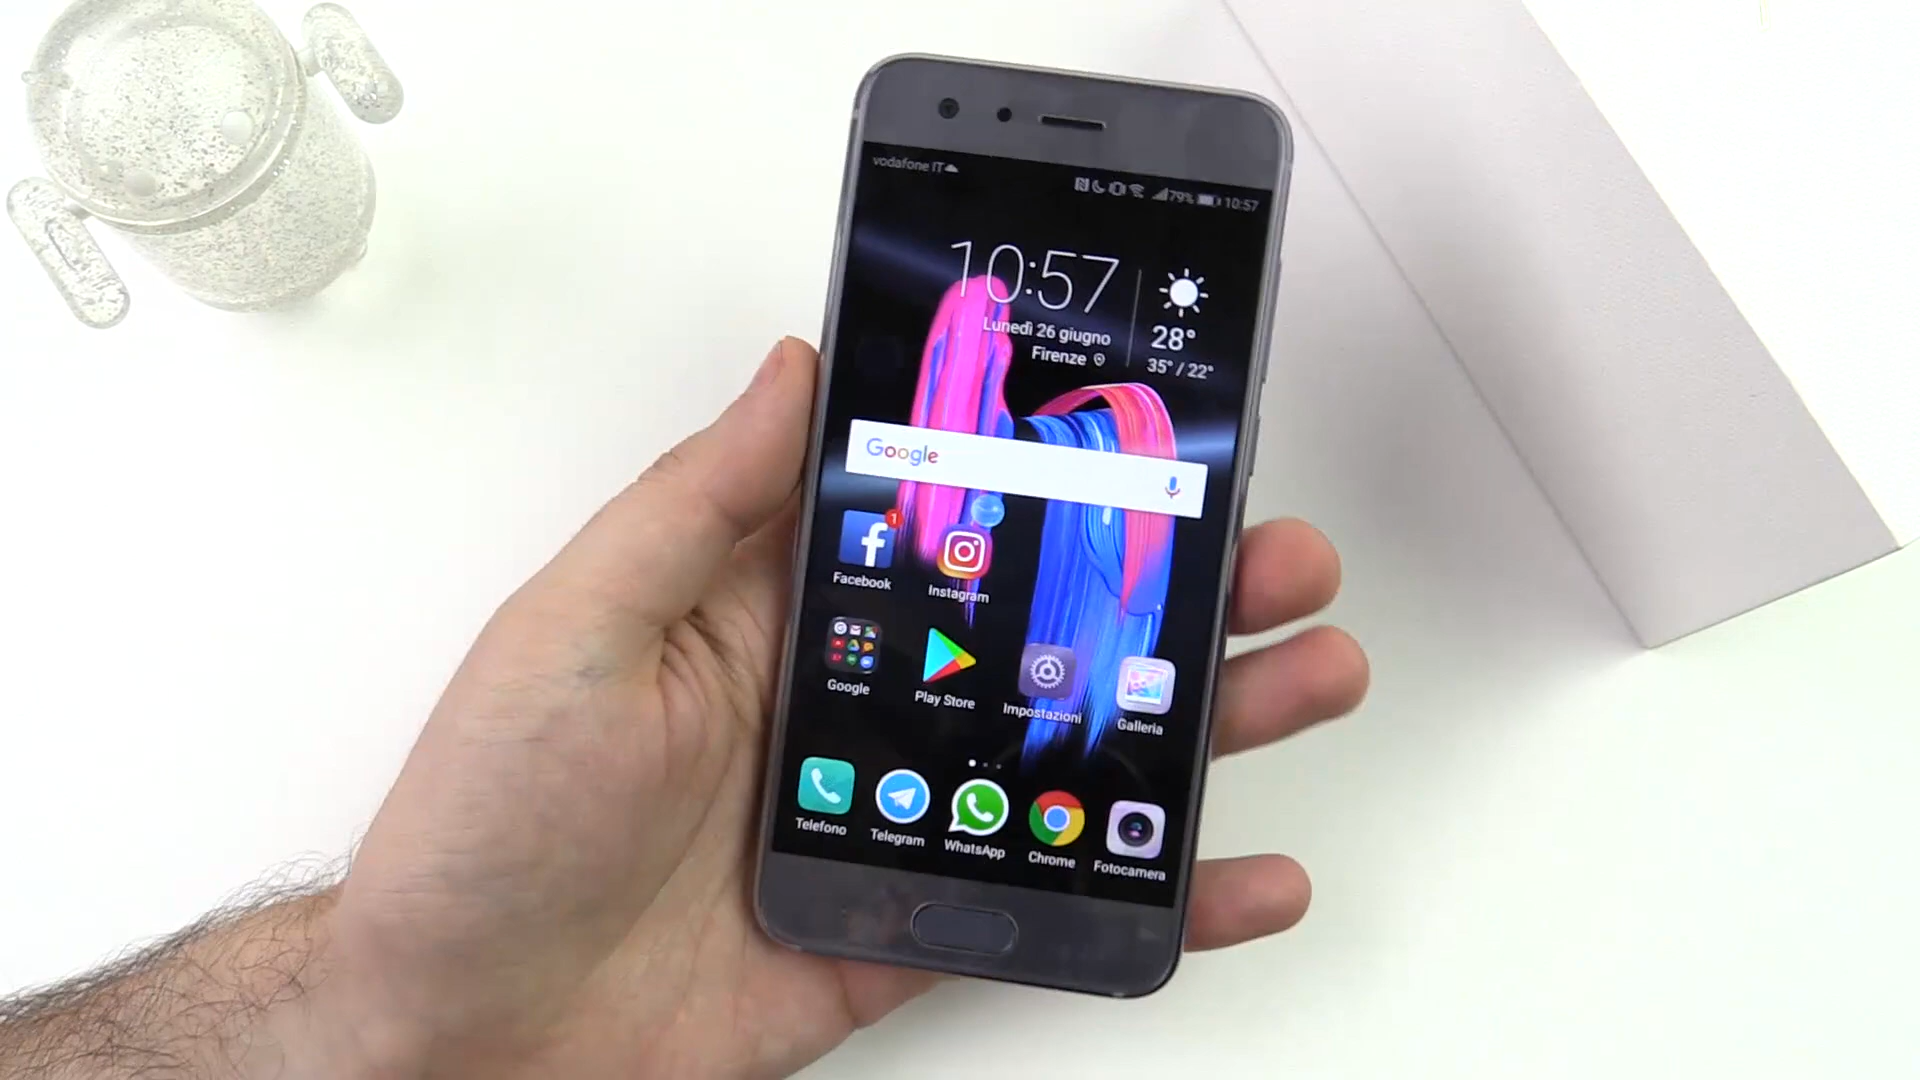 vodafone IT
79% 10:57
10:57
Lunedì 26 giugno
Firenze
28°
35° / 22°
Google
1
Facebook
Instagram
Google
Play Store
Impostazioni
Galleria
Telefono
Telegram
WhatsApp
Chrome
Fotocamera